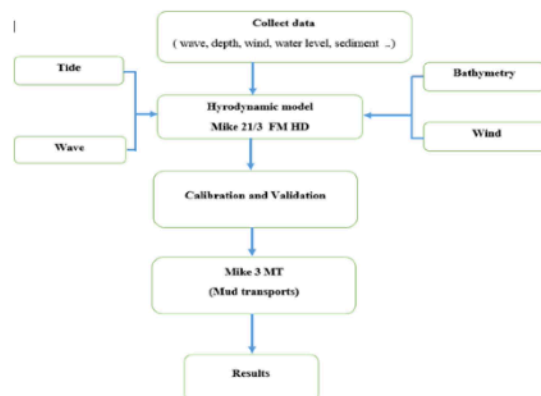 Collect data
( wave, depth, wind, water level, sediment ..)
Tide
Bathymetry
Hyrodynamic model
Mike 21/3 FM HD
Wave
Wind
Calibration and Validation
Mike 3 MT
(Mud transports)
Results